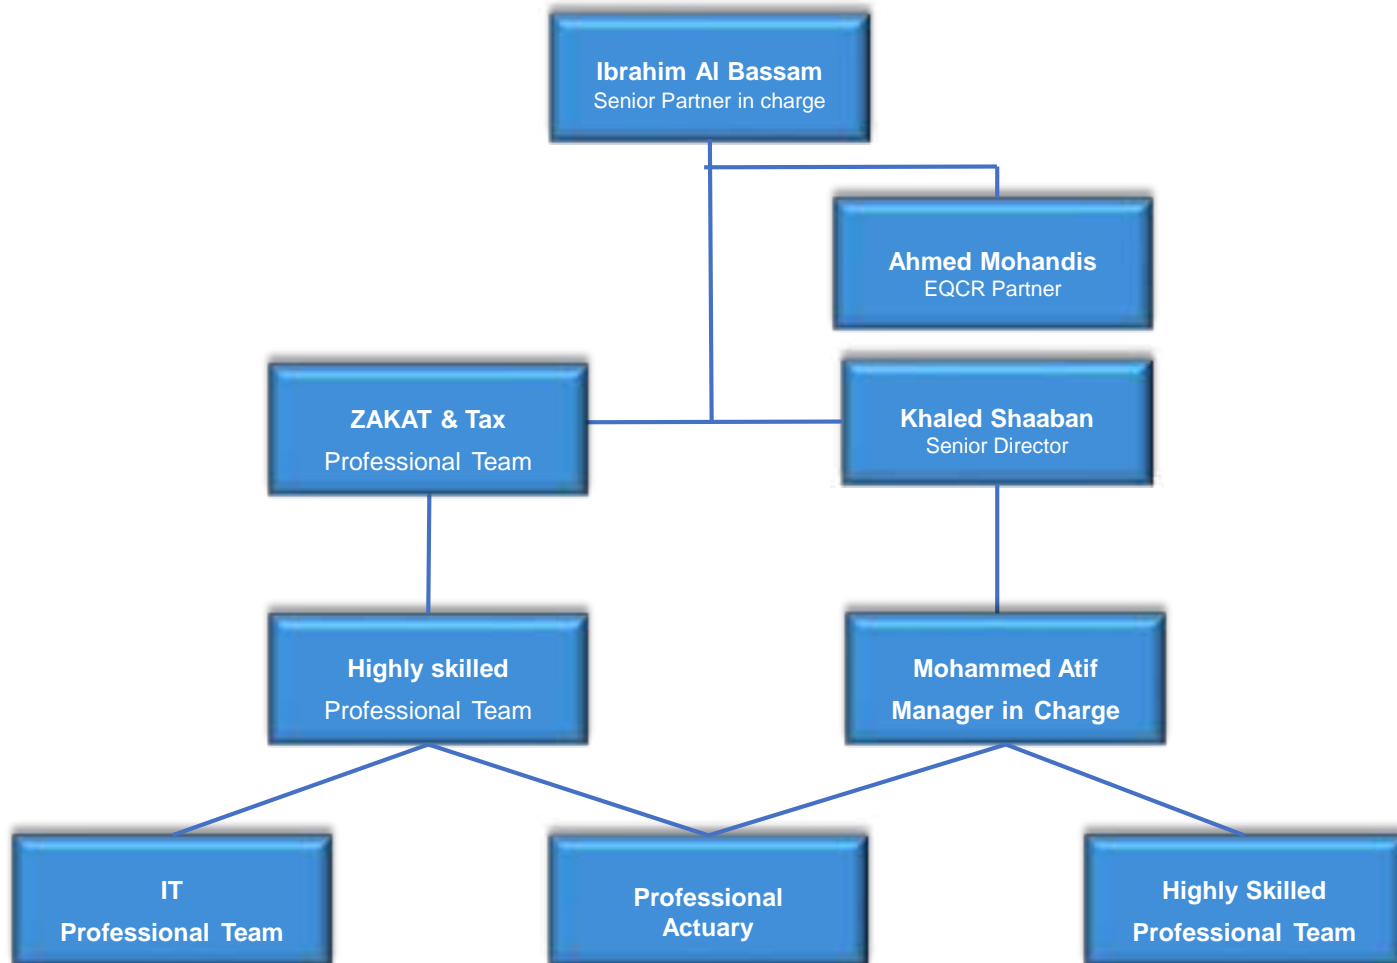 Ibrahim Al Bassam
Senior Partner in charge
Ahmed Mohandis
EQCR Partner
ZAKAT & Tax
Professional Team
Khaled Shaaban
Senior Director
Highly skilled
Professional Team
Mohammed Atif
Manager in Charge
IT
Professional Team
Professional
Actuary
Highly Skilled
Professional Team